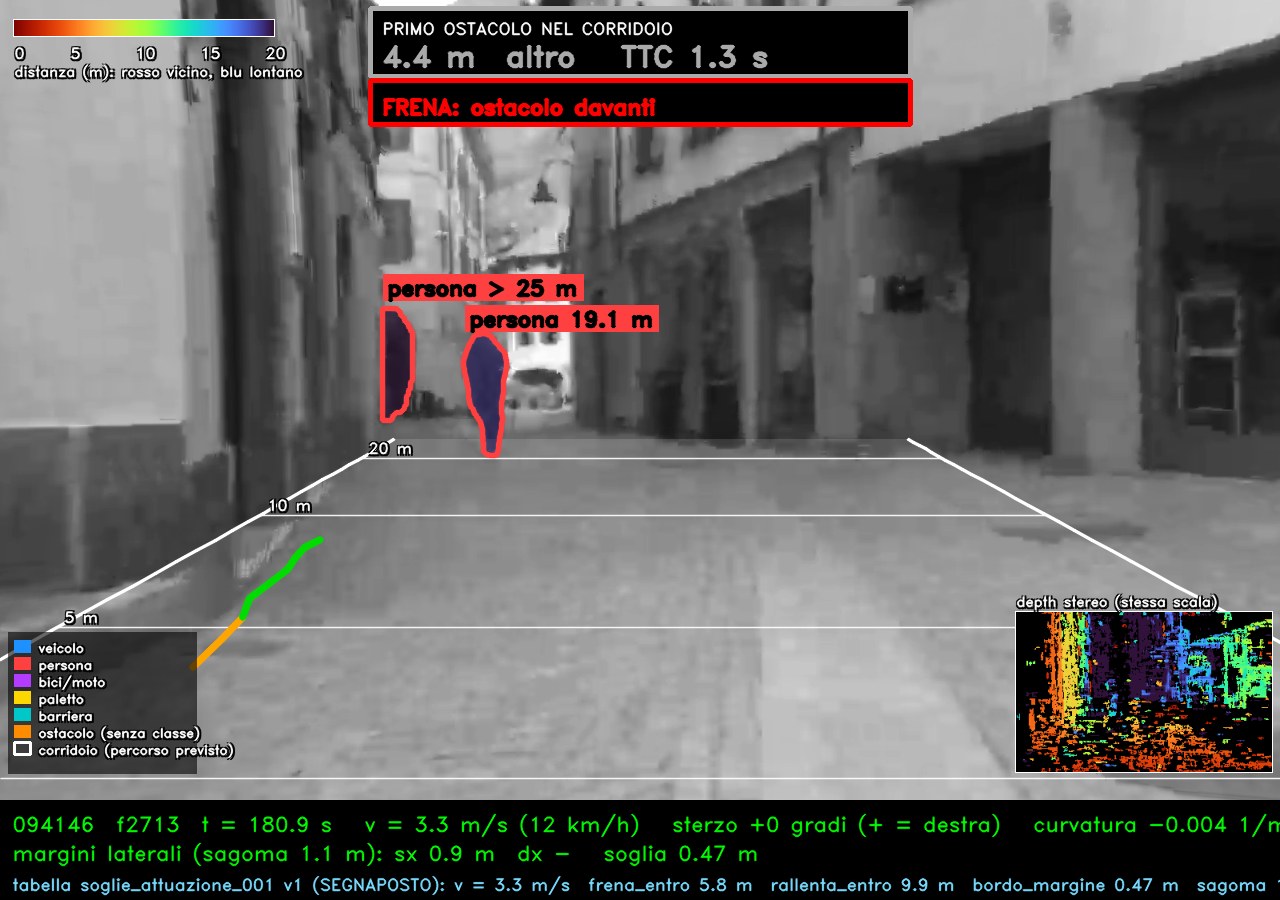 0 5 10 15 20
distanza (m): rosso vicino, blu lontano
PRIMO OSTACOLO NEL CORRIDOIO
4.4 m altro TTC 1.3 s
FRENA: ostacolo davanti
persona > 25 m
persona 19.1 m
20 m
10 m
5 m
veicolo
persona
bici/moto
paletto
barriera
ostacolo (senza classe)
corridoio (percorso previsto)
depth stereo (stessa scala)
094146 f2713 t = 180.9 s v = 3.3 m/s (12 km/h) sterzo +0 gradi (+ = destra) curvatura −0.004 1/m
margini laterali (sagoma 1.1 m): sx 0.9 m dx − soglia 0.47 m
tabella soglie_attuazione_001 v1 (SEGNAPOSTO): v = 3.3 m/s frena_entro 5.8 m rallenta_entro 9.9 m bordo_margine 0.47 m sagoma